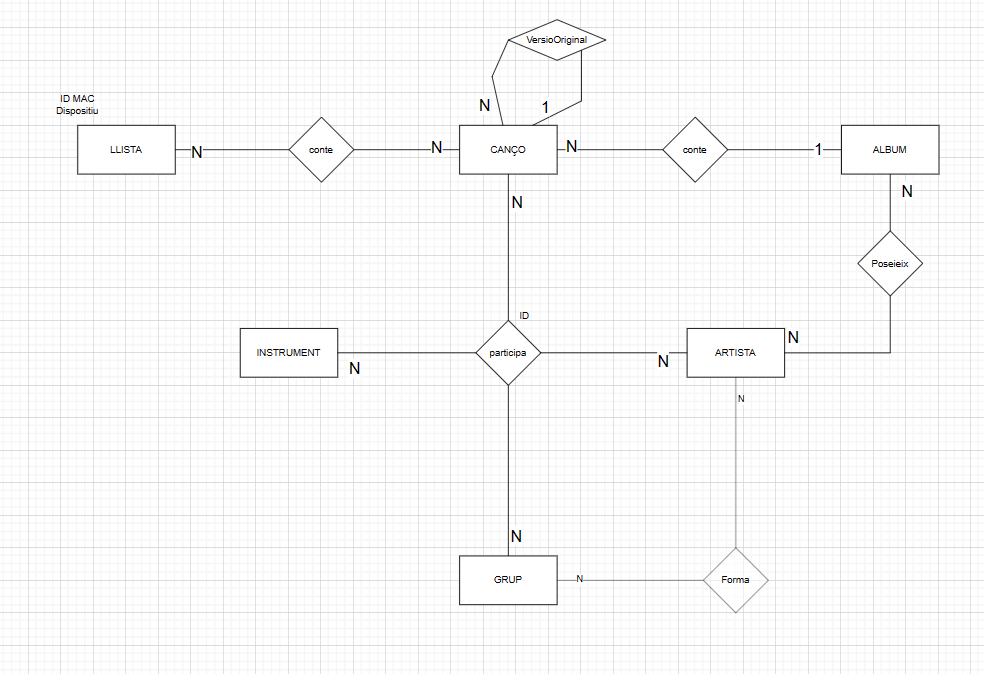 VersioOriginal
N
1
ID MAC
Dispositiu
LLISTA
N
conte
N
CANÇO
N
conte
1
ALBUM
N
N
Poseieix
ID
INSTRUMENT
N
participa
N
ARTISTA
N
N
N
GRUP
N
Forma